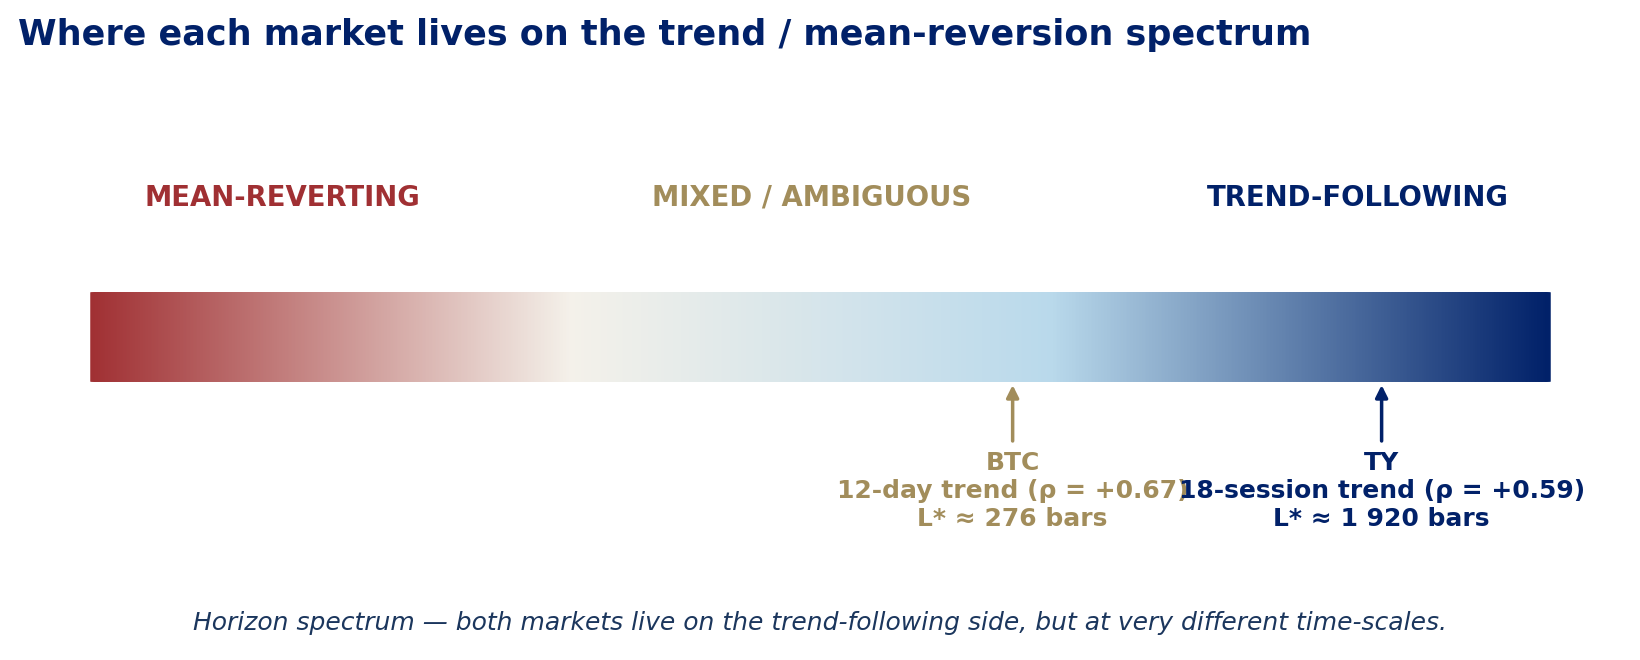 Where each market lives on the trend / mean-reversion spectrum
MEAN-REVERTING
MIXED / AMBIGUOUS
TREND-FOLLOWING
BTC
12-day trend (ρ = +0.67)
L* ≈ 276 bars
TY
18-session trend (ρ = +0.59)
L* ≈ 1 920 bars
Horizon spectrum — both markets live on the trend-following side, but at very different time-scales.